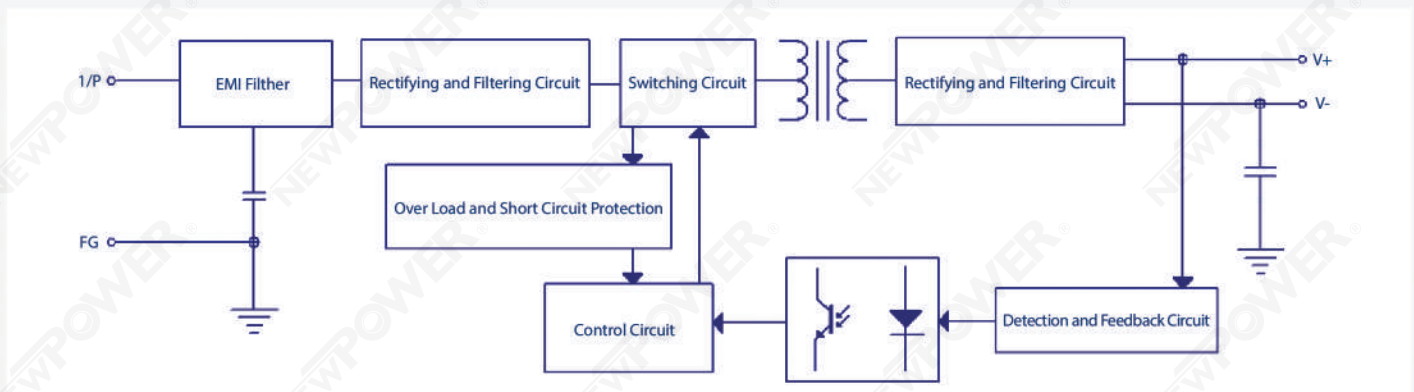 1/P
EMI Filther
Rectifying and Filtering Circuit
Switching Circuit
Rectifying and Filtering Circuit
V+
V-
Over Load and Short Circuit Protection
FG
Control Circuit
Detection and Feedback Circuit
NEWPOWER®